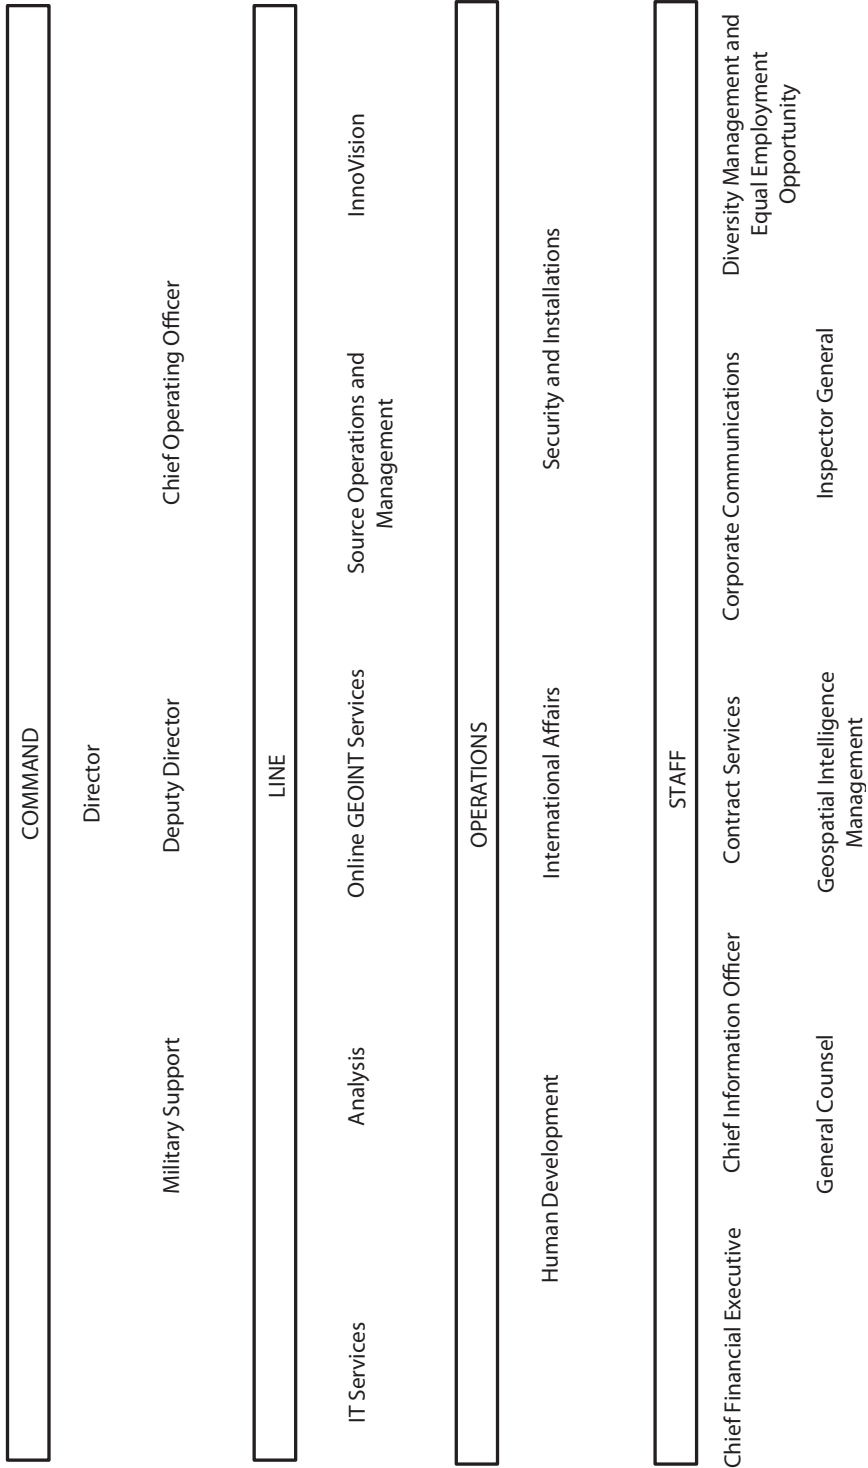 COMMAND
Director
Military Support
Deputy Director
Chief Operating Officer
LINE
IT Services
Analysis
Online GEOINT Services
Source Operations and
Management
InnoVision
OPERATIONS
Human Development
International Affairs
Security and Installations
STAFF
Chief Financial Executive
Chief Information Officer
Contract Services
Corporate Communications
Diversity Management and
Equal Employment
Opportunity
General Counsel
Geospatial Intelligence
Management
Inspector General